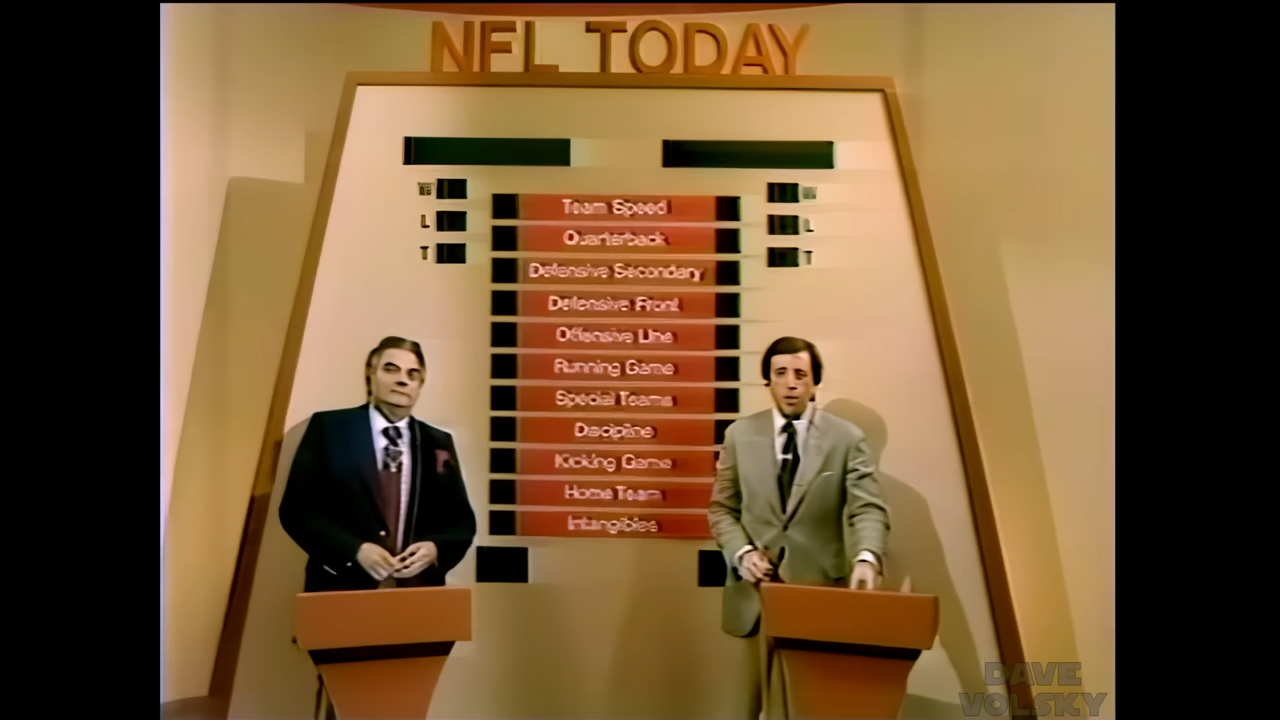 NFL TODAY
L
L
T
T
Team Speed
Quarterback
Defensive Secondary
Defensive Front
Offensive Line
Running Game
Special Teams
Discipline
Kicking Game
Home Team
Intangibles
DAVE
VOLSKY